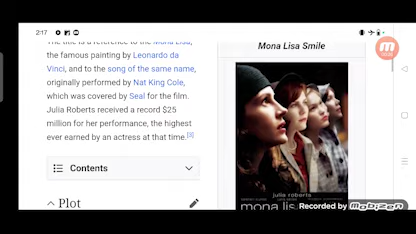 2:17
The title is a reference to the Mona Lisa,
the famous painting by Leonardo da
Vinci, and to the song of the same name,
originally performed by Nat King Cole,
which was covered by Seal for the film.
Julia Roberts received a record $25
million for her performance, the highest
ever earned by an actress at that time.[3]
Contents
Plot
Mona Lisa Smile
julia roberts
mona lis
Recorded by Mobizen